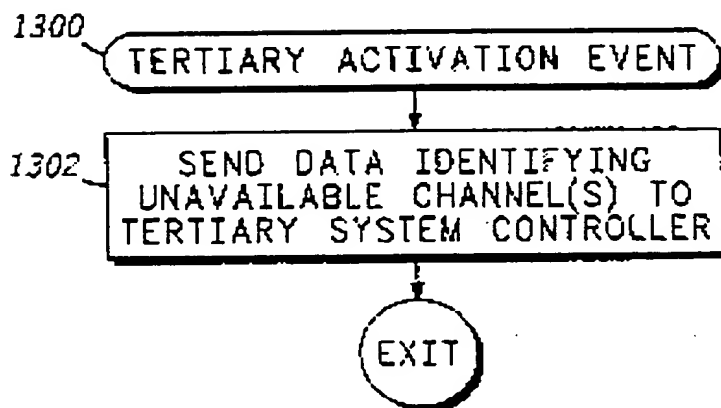 1300
TERTIARY ACTIVATION EVENT
1302
SEND DATA IDENTIFYING
UNAVAILABLE CHANNEL(S) TO
TERTIARY SYSTEM CONTROLLER
EXIT